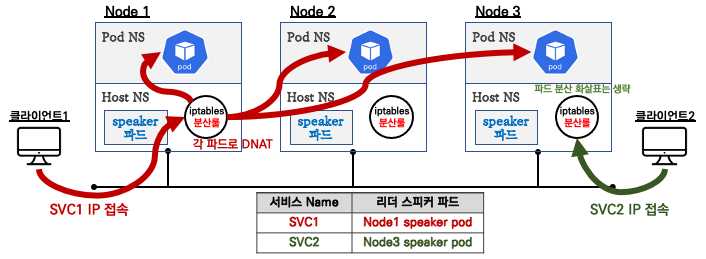 Node 1
Node 2
Node 3
Pod NS
pod
Pod NS
pod
Pod NS
pod
Host NS
Host NS
Host NS
파드 분산 화살표는 생략
클라이언트1
클라이언트2
speaker
파드
iptables
분산룰
speaker
파드
iptables
분산룰
speaker
파드
iptables
분산룰
각 파드로 DNAT
SVC1 IP 접속
SVC2 IP 접속
서비스 Name 리더 스피커 파드
SVC1 Node1 speaker pod
SVC2 Node3 speaker pod